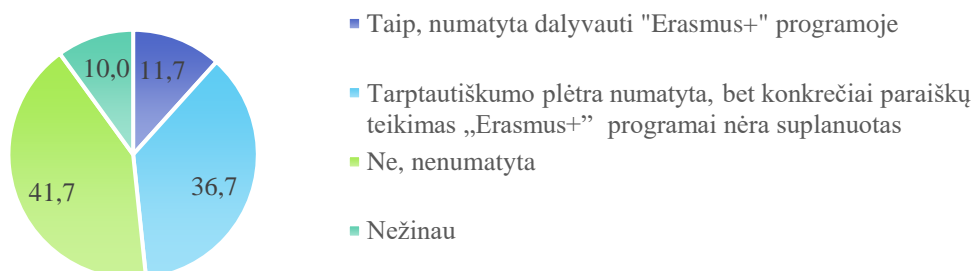 10,0
11,7
41,7
36,7
Taip, numatyta dalyvauti "Erasmus+" programoje
Tarptautiškumo plėtra numatyta, bet konkrečiai paraiškų
teikimas „Erasmus+” programai nėra suplanuotas
Ne, nenumatyta
Nežinau